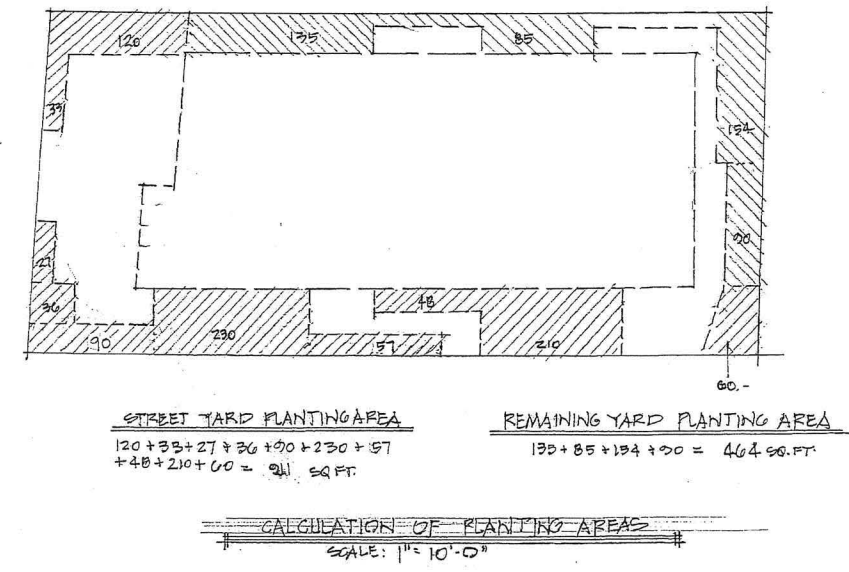 120
135
85
33
154
27
90
36
48
230
90
57
210
60.-
STREET YARD PLANTING AREA
120 + 33 + 27 + 36 + 90 + 230 + 57
+ 48 + 210 + 60 = 911 SQ FT.
REMAINING YARD PLANTING AREA
135 + 85 + 154 + 90 = 464 SQ. FT.
CALCULATION OF PLANTING AREAS
SCALE: 1" = 10'-0"